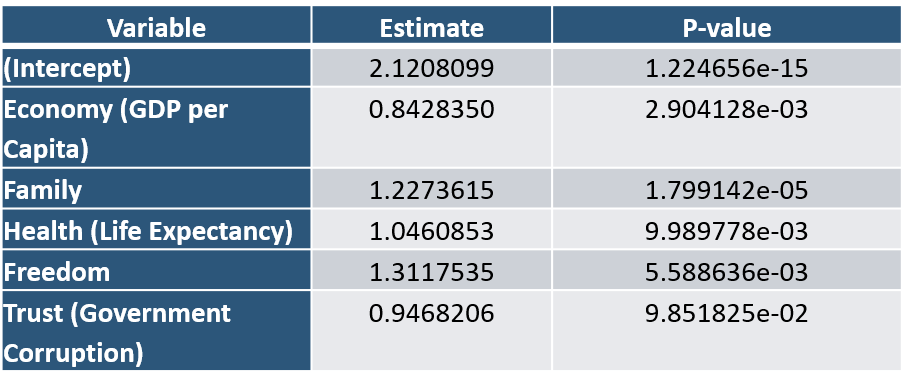 Variable Estimate P-value
(Intercept) 2.1208099 1.224656e-15
Economy (GDP per 0.8428350 2.904128e-03
Capita)
Family 1.2273615 1.799142e-05
Health (Life Expectancy) 1.0460853 9.989778e-03
Freedom 1.3117535 5.588636e-03
Trust (Government 0.9468206 9.851825e-02
Corruption)